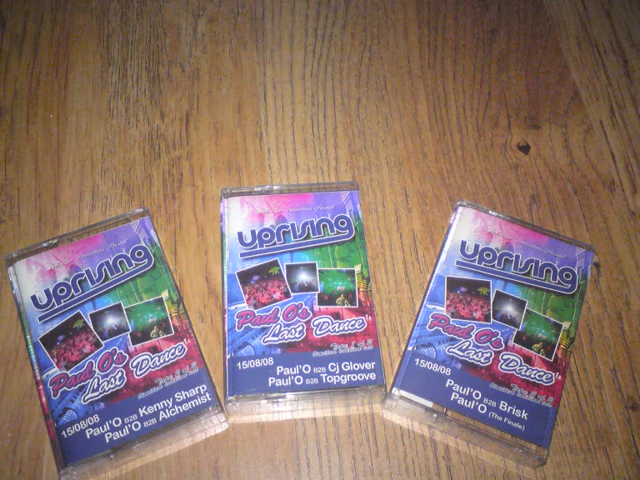 uprising
Paul O's
Last Dance
15/08/08
Paul'O B2B Kenny Sharp
Paul'O B2B Alchemist
uprising
Paul O's
Last Dance
15/08/08
Paul'O B2B Cj Glover
Paul'O B2B Topgroove
uprising
Paul O's
Last Dance
15/08/08
Paul'O B2B Brisk
Paul'O (The Finale)